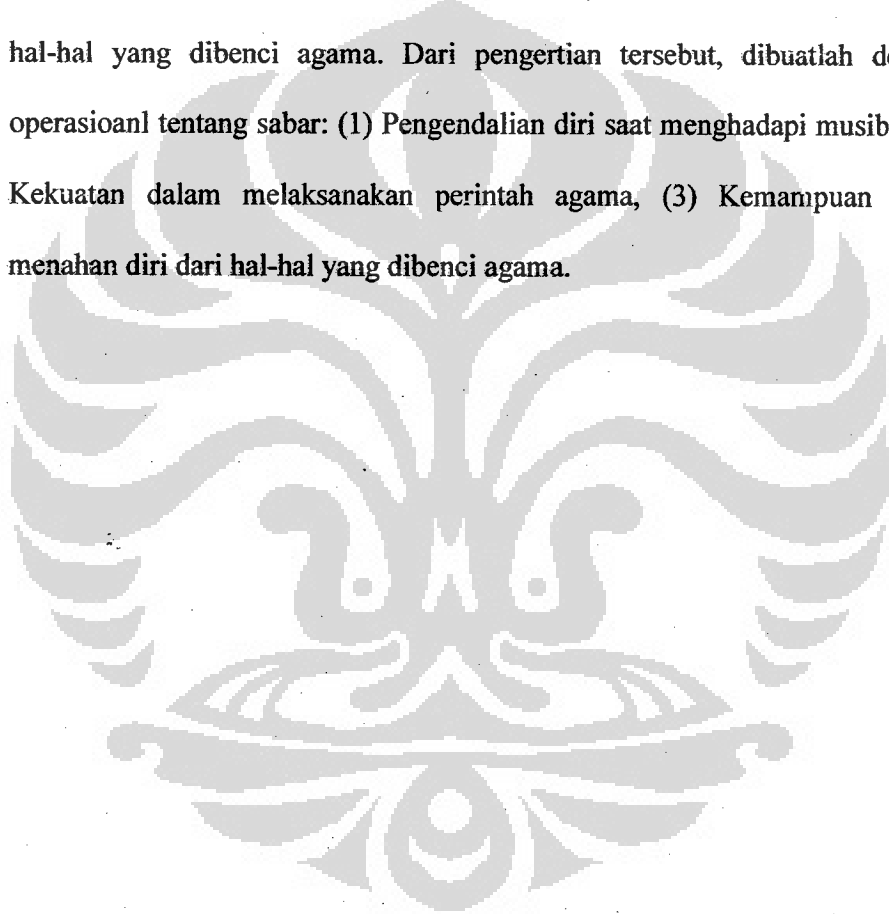 hal-hal yang dibenci agama. Dari pengertian tersebut, dibuatlah
operasioanl tentang sabar: (1) Pengendalian diri saat menghadapi
Kekuatan dalam melaksanakan perintah agama, (3) Kemampuan
menahan diri dari hal-hal yang dibenci agama.